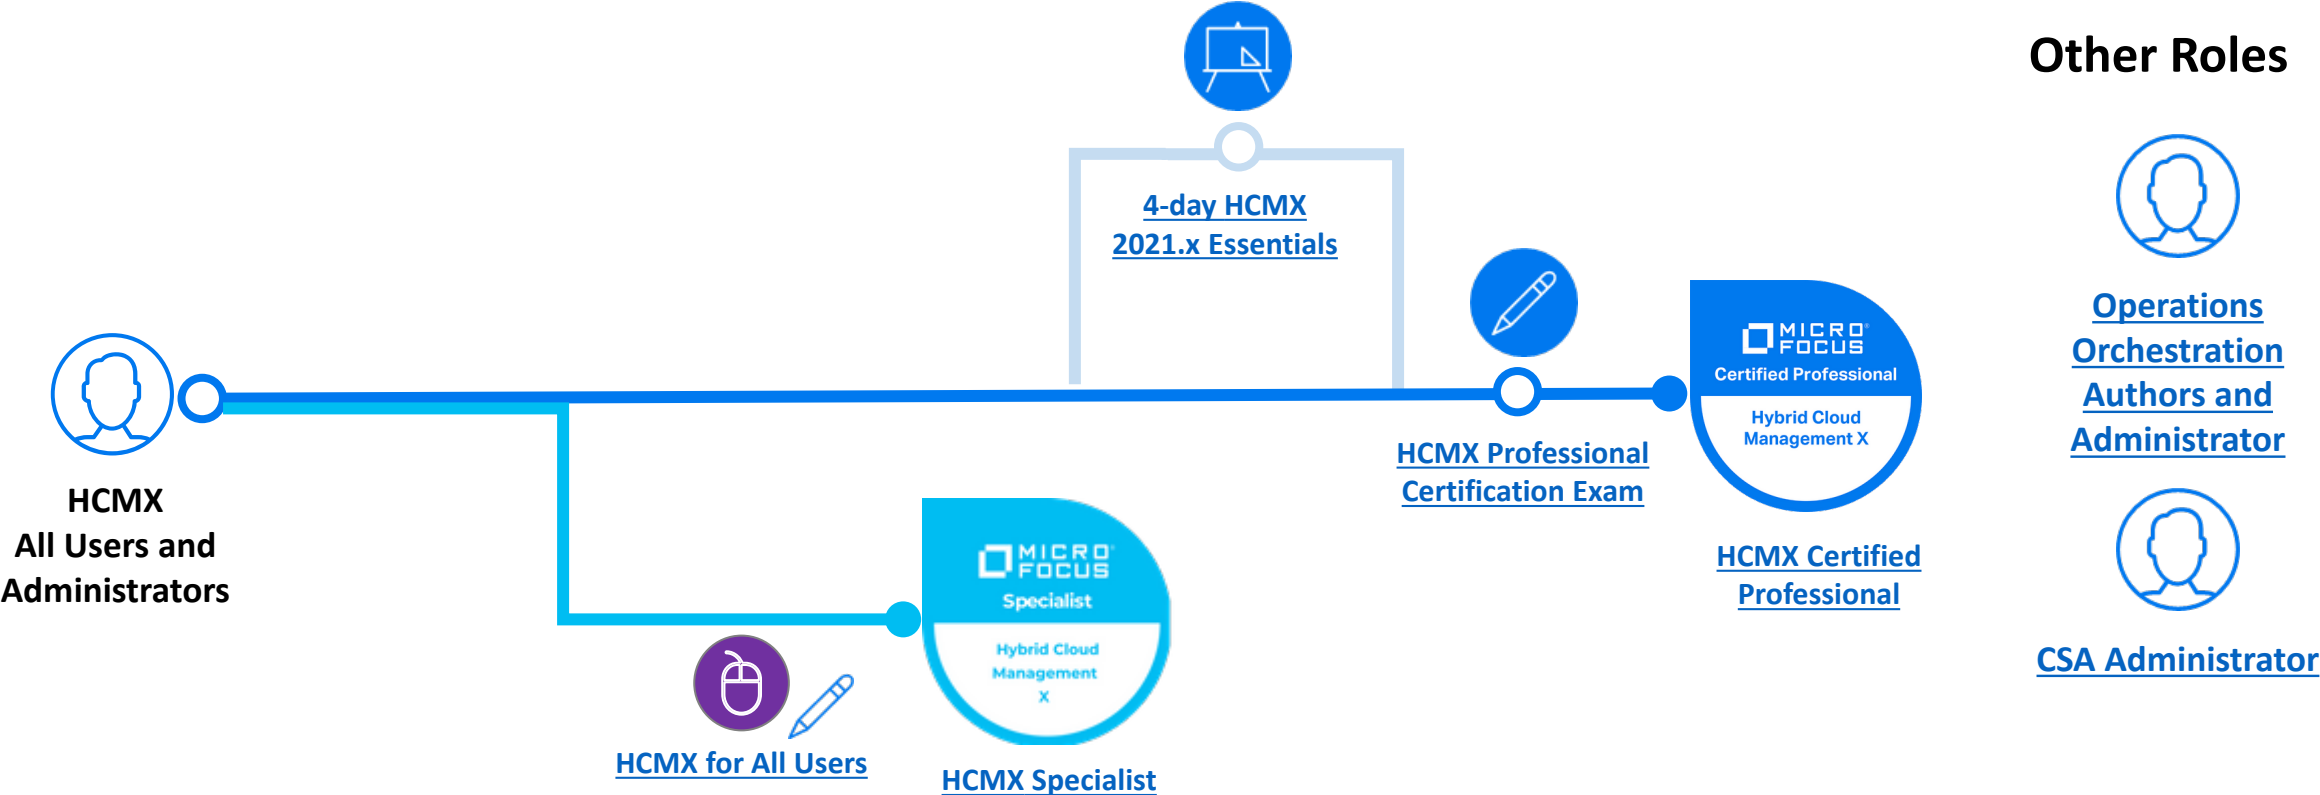 Other Roles
4-day HCMX
2021.x Essentials
Operations
Orchestration
Authors and
Administrator
MICRO®
FOCUS
Certified Professional
Hybrid Cloud
Management X
HCMX Professional
Certification Exam
HCMX
All Users and
Administrators
MICRO®
FOCUS
Specialist
Hybrid Cloud
Management
X
HCMX Certified
Professional
CSA Administrator
HCMX for All Users
HCMX Specialist